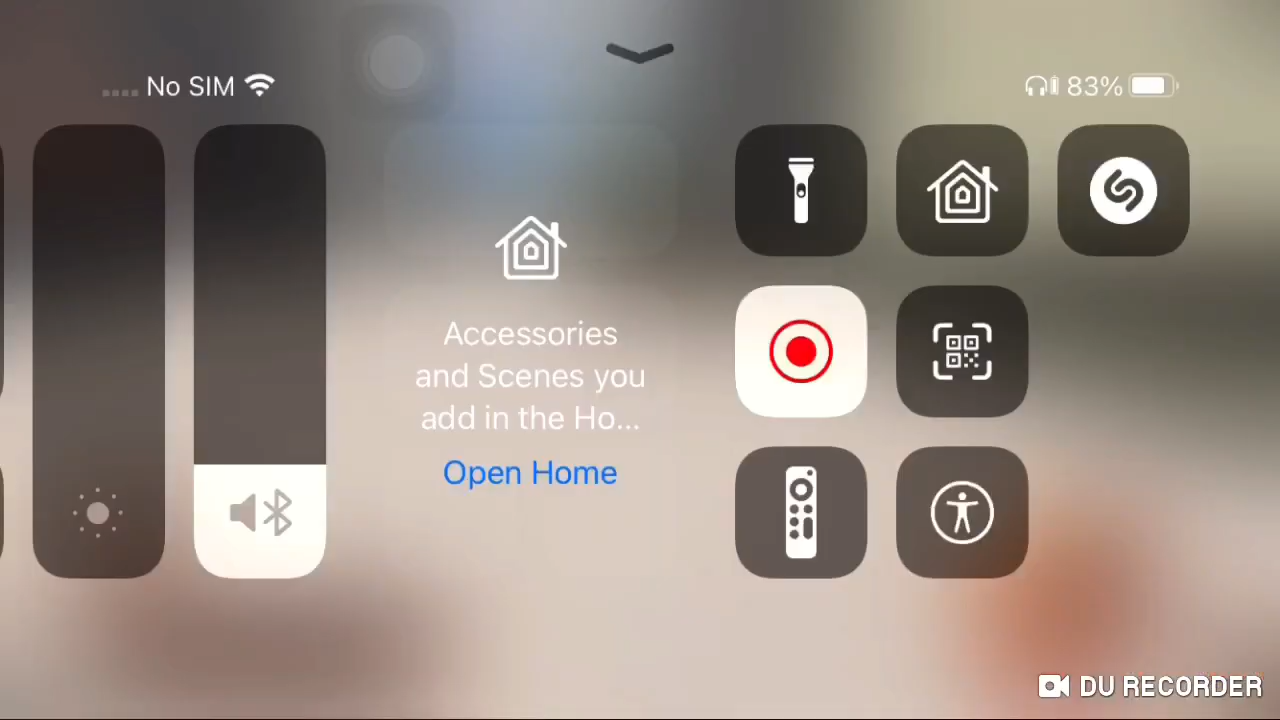 No SIM
83%
Accessories
and Scenes you
add in the Ho...
Open Home
DU RECORDER